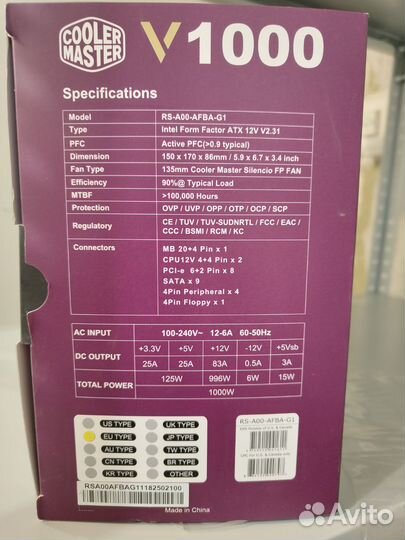 COOLER MASTER V1000
Specifications
Model RS-A00-AFBA-G1
Type Intel Form Factor ATX 12V V2.31
PFC Active PFC(>0.9 typical)
Dimension 150 x 170 x 86mm / 5.9 x 6.7 x 3.4 inch
Fan Type 135mm Cooler Master Silencio FP FAN
Efficiency 90%@ Typical Load
MTBF >100,000 Hours
Protection OVP / UVP / OPP / OTP / OCP / SCP
Regulatory CE / TUV / TUV-SUDNRTL / FCC / EAC /
CCC / BSMI / RCM / KC
Connectors MB 20+4 Pin x 1
CPU12V 4+4 Pin x 2
PCI-e 6+2 Pin x 8
SATA x 9
4Pin Peripheral x 4
4Pin Floppy x 1
AC INPUT 100-240V~ 12-6A 60-50Hz
DC OUTPUT +3.3V +5V +12V -12V +5Vsb
25A 25A 83A 0.5A 3A
TOTAL POWER 125W 996W 6W 15W
1000W
US TYPE UK TYPE
EU TYPE JP TYPE
AU TYPE TW TYPE
CN TYPE BR TYPE
KR TYPE OTHER
RS-A00-AFBA-G1
RSA00AFBAG11182502100
Made in China
Avito